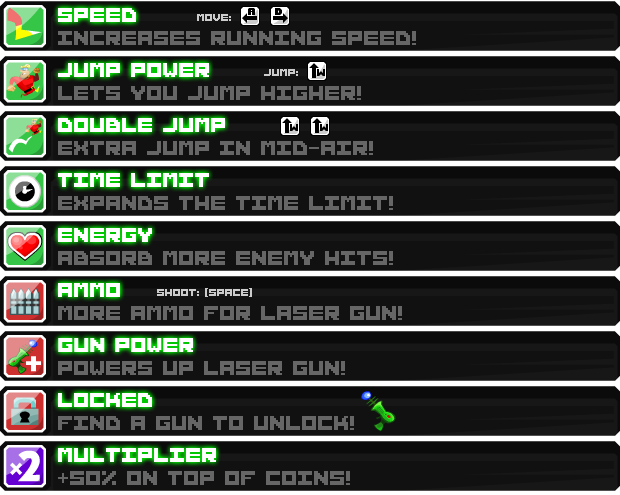 SPEED MOVE: A D
INCREASES RUNNING SPEED!
JUMP POWER JUMP: W
LETS YOU JUMP HIGHER!
DOUBLE JUMP W W
EXTRA JUMP IN MID-AIR!
TIME LIMIT
EXPANDS THE TIME LIMIT!
ENERGY
ABSORB MORE ENEMY HITS!
AMMO SHOOT: [SPACE]
MORE AMMO FOR LASER GUN!
GUN POWER
POWERS UP LASER GUN!
LOCKED
FIND A GUN TO UNLOCK!
×2 MULTIPLIER
+50% ON TOP OF COINS!